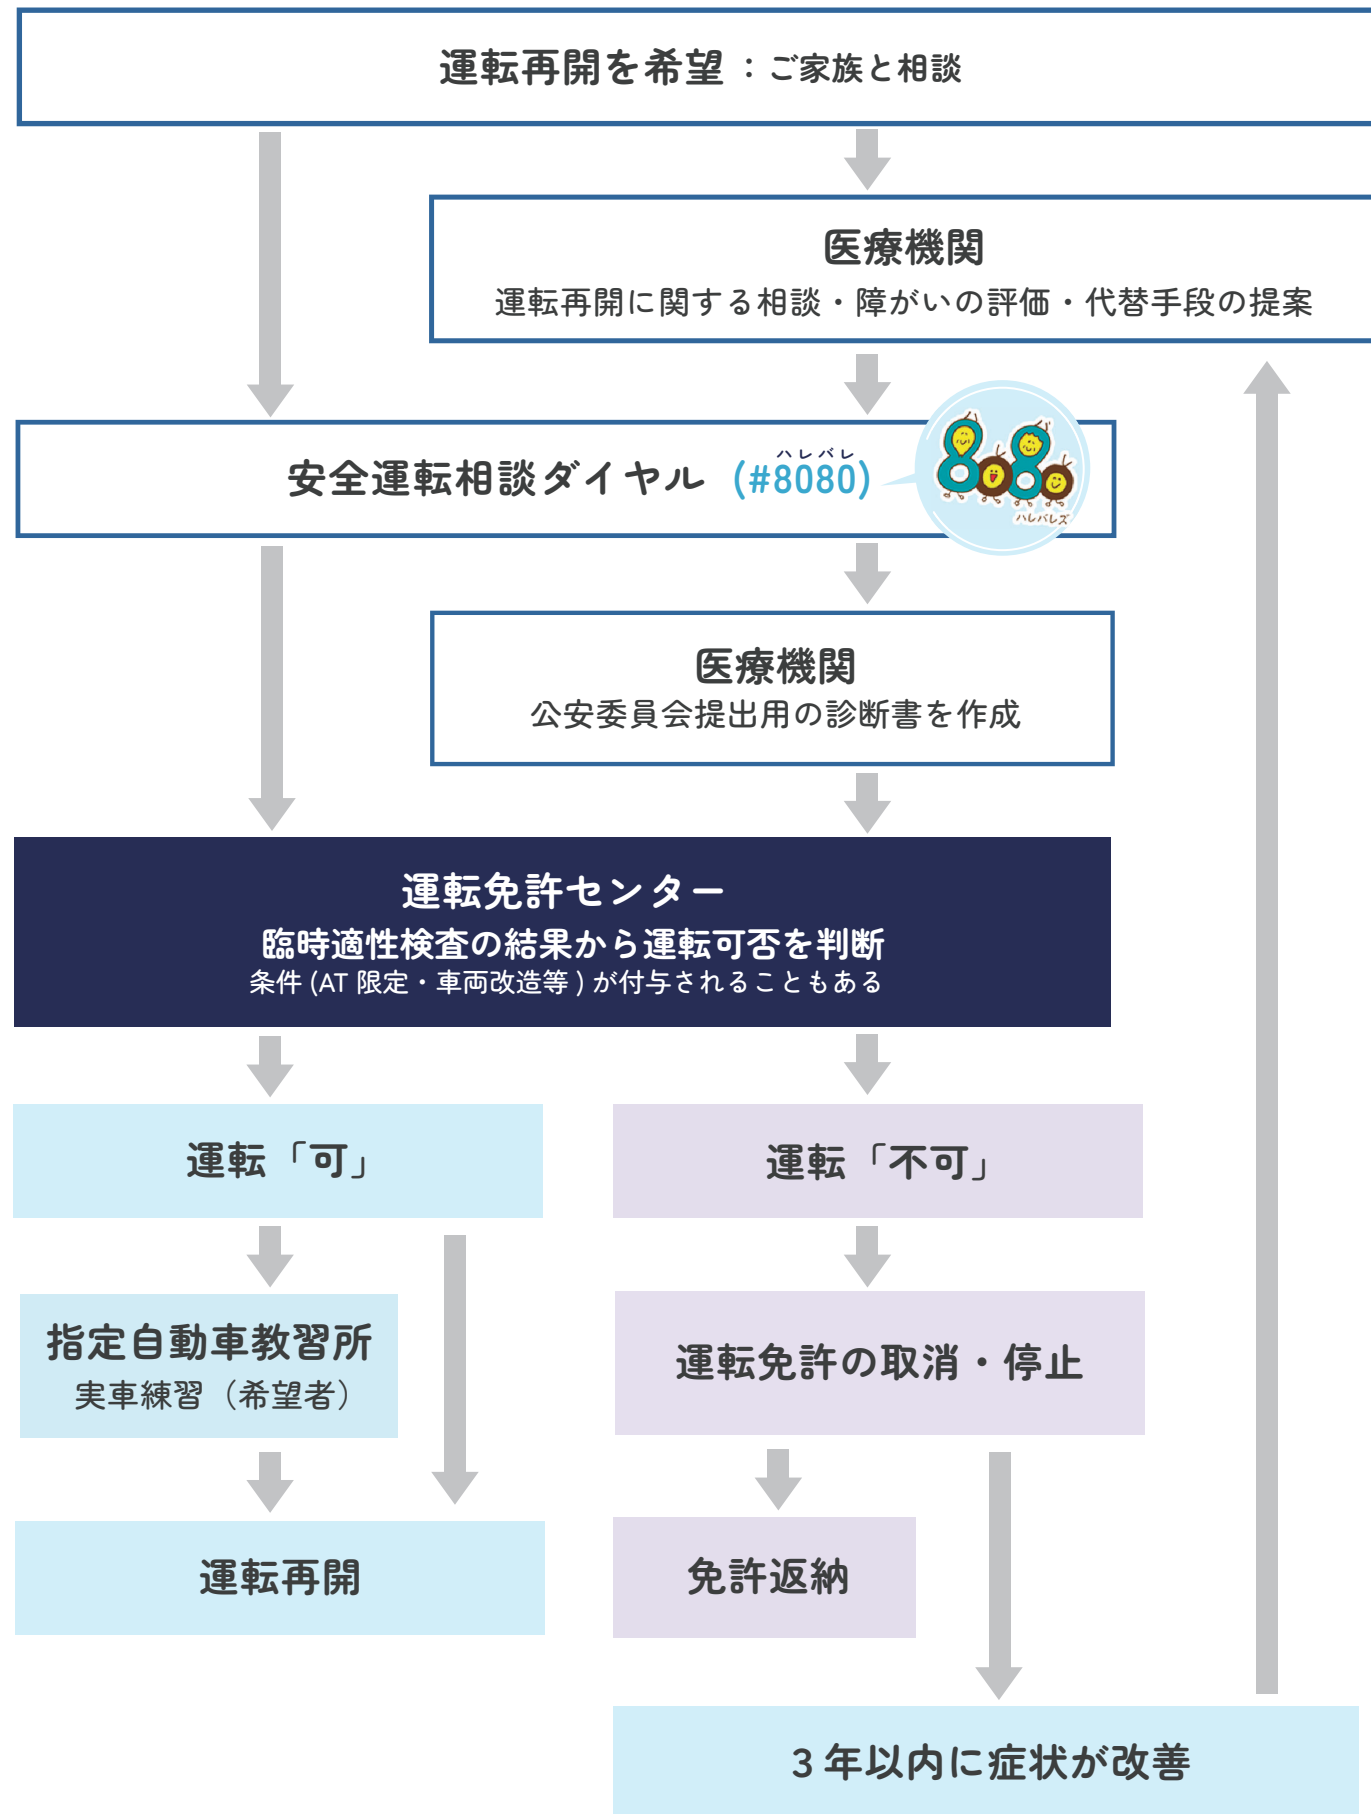 運転再開を希望：ご家族と相談
医療機関
運転再開に関する相談・障がいの評価・代替手段の提案
ハレバレ
安全運転相談ダイヤル (#8080)
8080
ハレバレズ
医療機関
公安委員会提出用の診断書を作成
運転免許センター
臨時適性検査の結果から運転可否を判断
条件 (AT 限定・車両改造等 ) が付与されることもある
運転「可」
運転「不可」
指定自動車教習所
実車練習（希望者）
運転免許の取消・停止
運転再開
免許返納
3 年以内に症状が改善